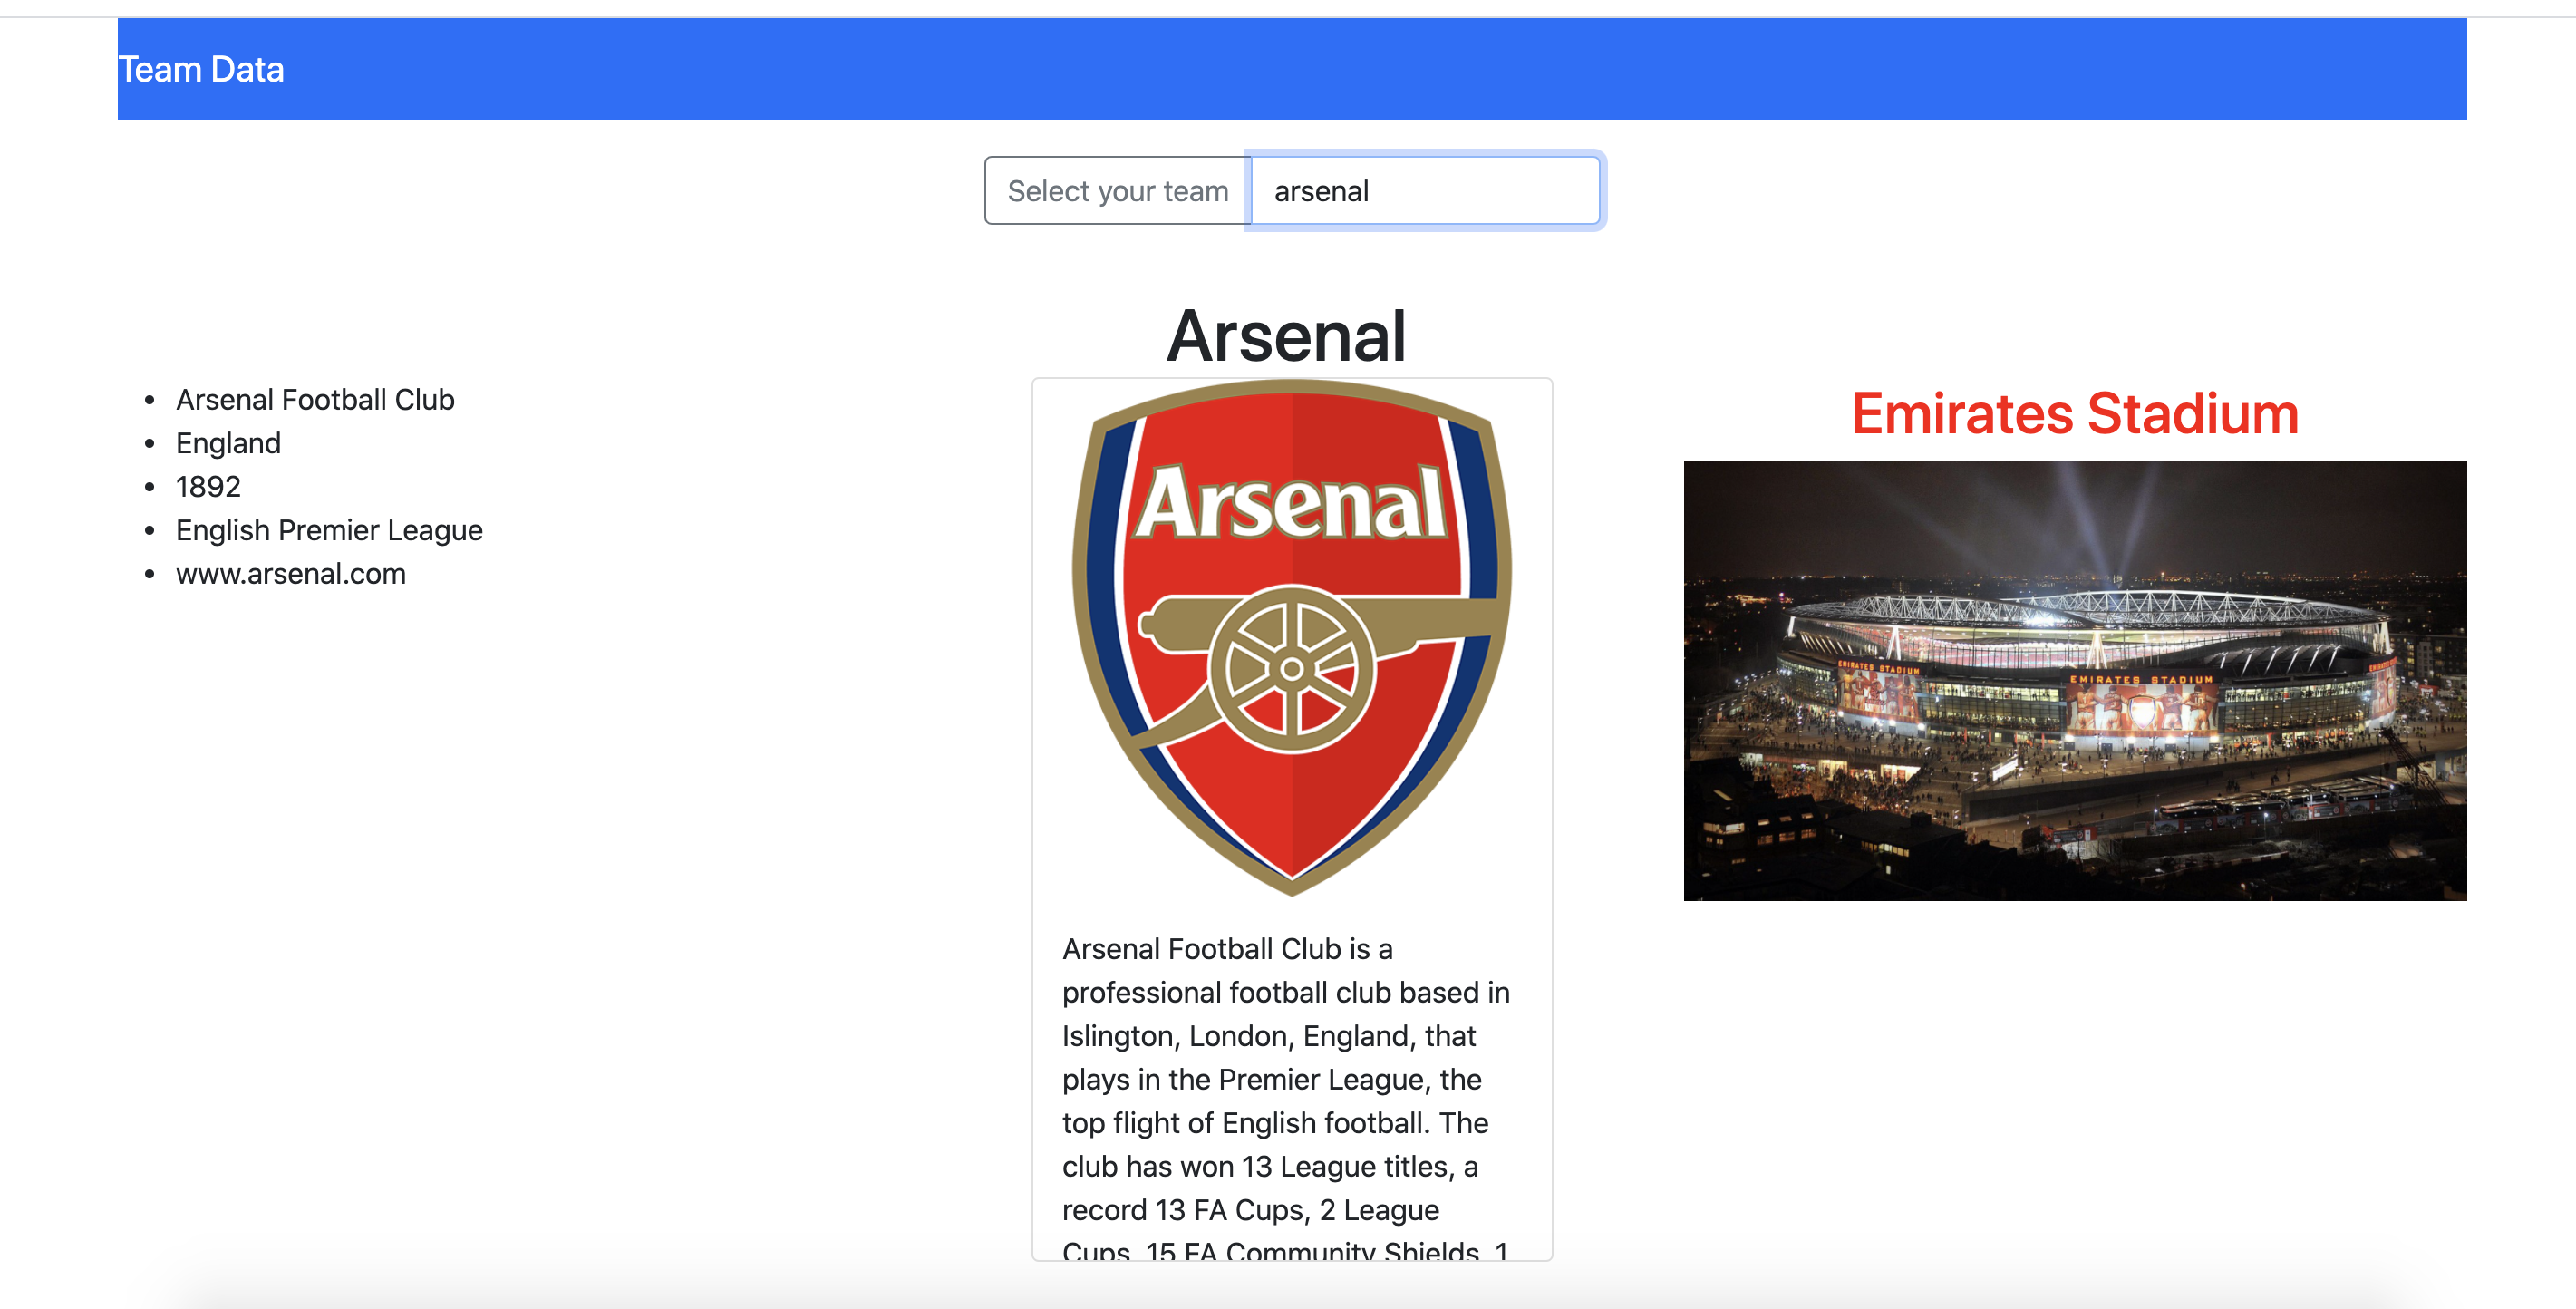 Team Data
Select your team
arsenal
Arsenal
Arsenal Football Club
England
1892
English Premier League
www.arsenal.com
Arsenal
Arsenal Football Club is a
professional football club based in
Islington, London, England, that
plays in the Premier League, the
top flight of English football. The
club has won 13 League titles, a
record 13 FA Cups, 2 League
Cups, 15 FA Community Shields, 1
Emirates Stadium
EMIRATES STADIUM
EMIRATES STADIUM